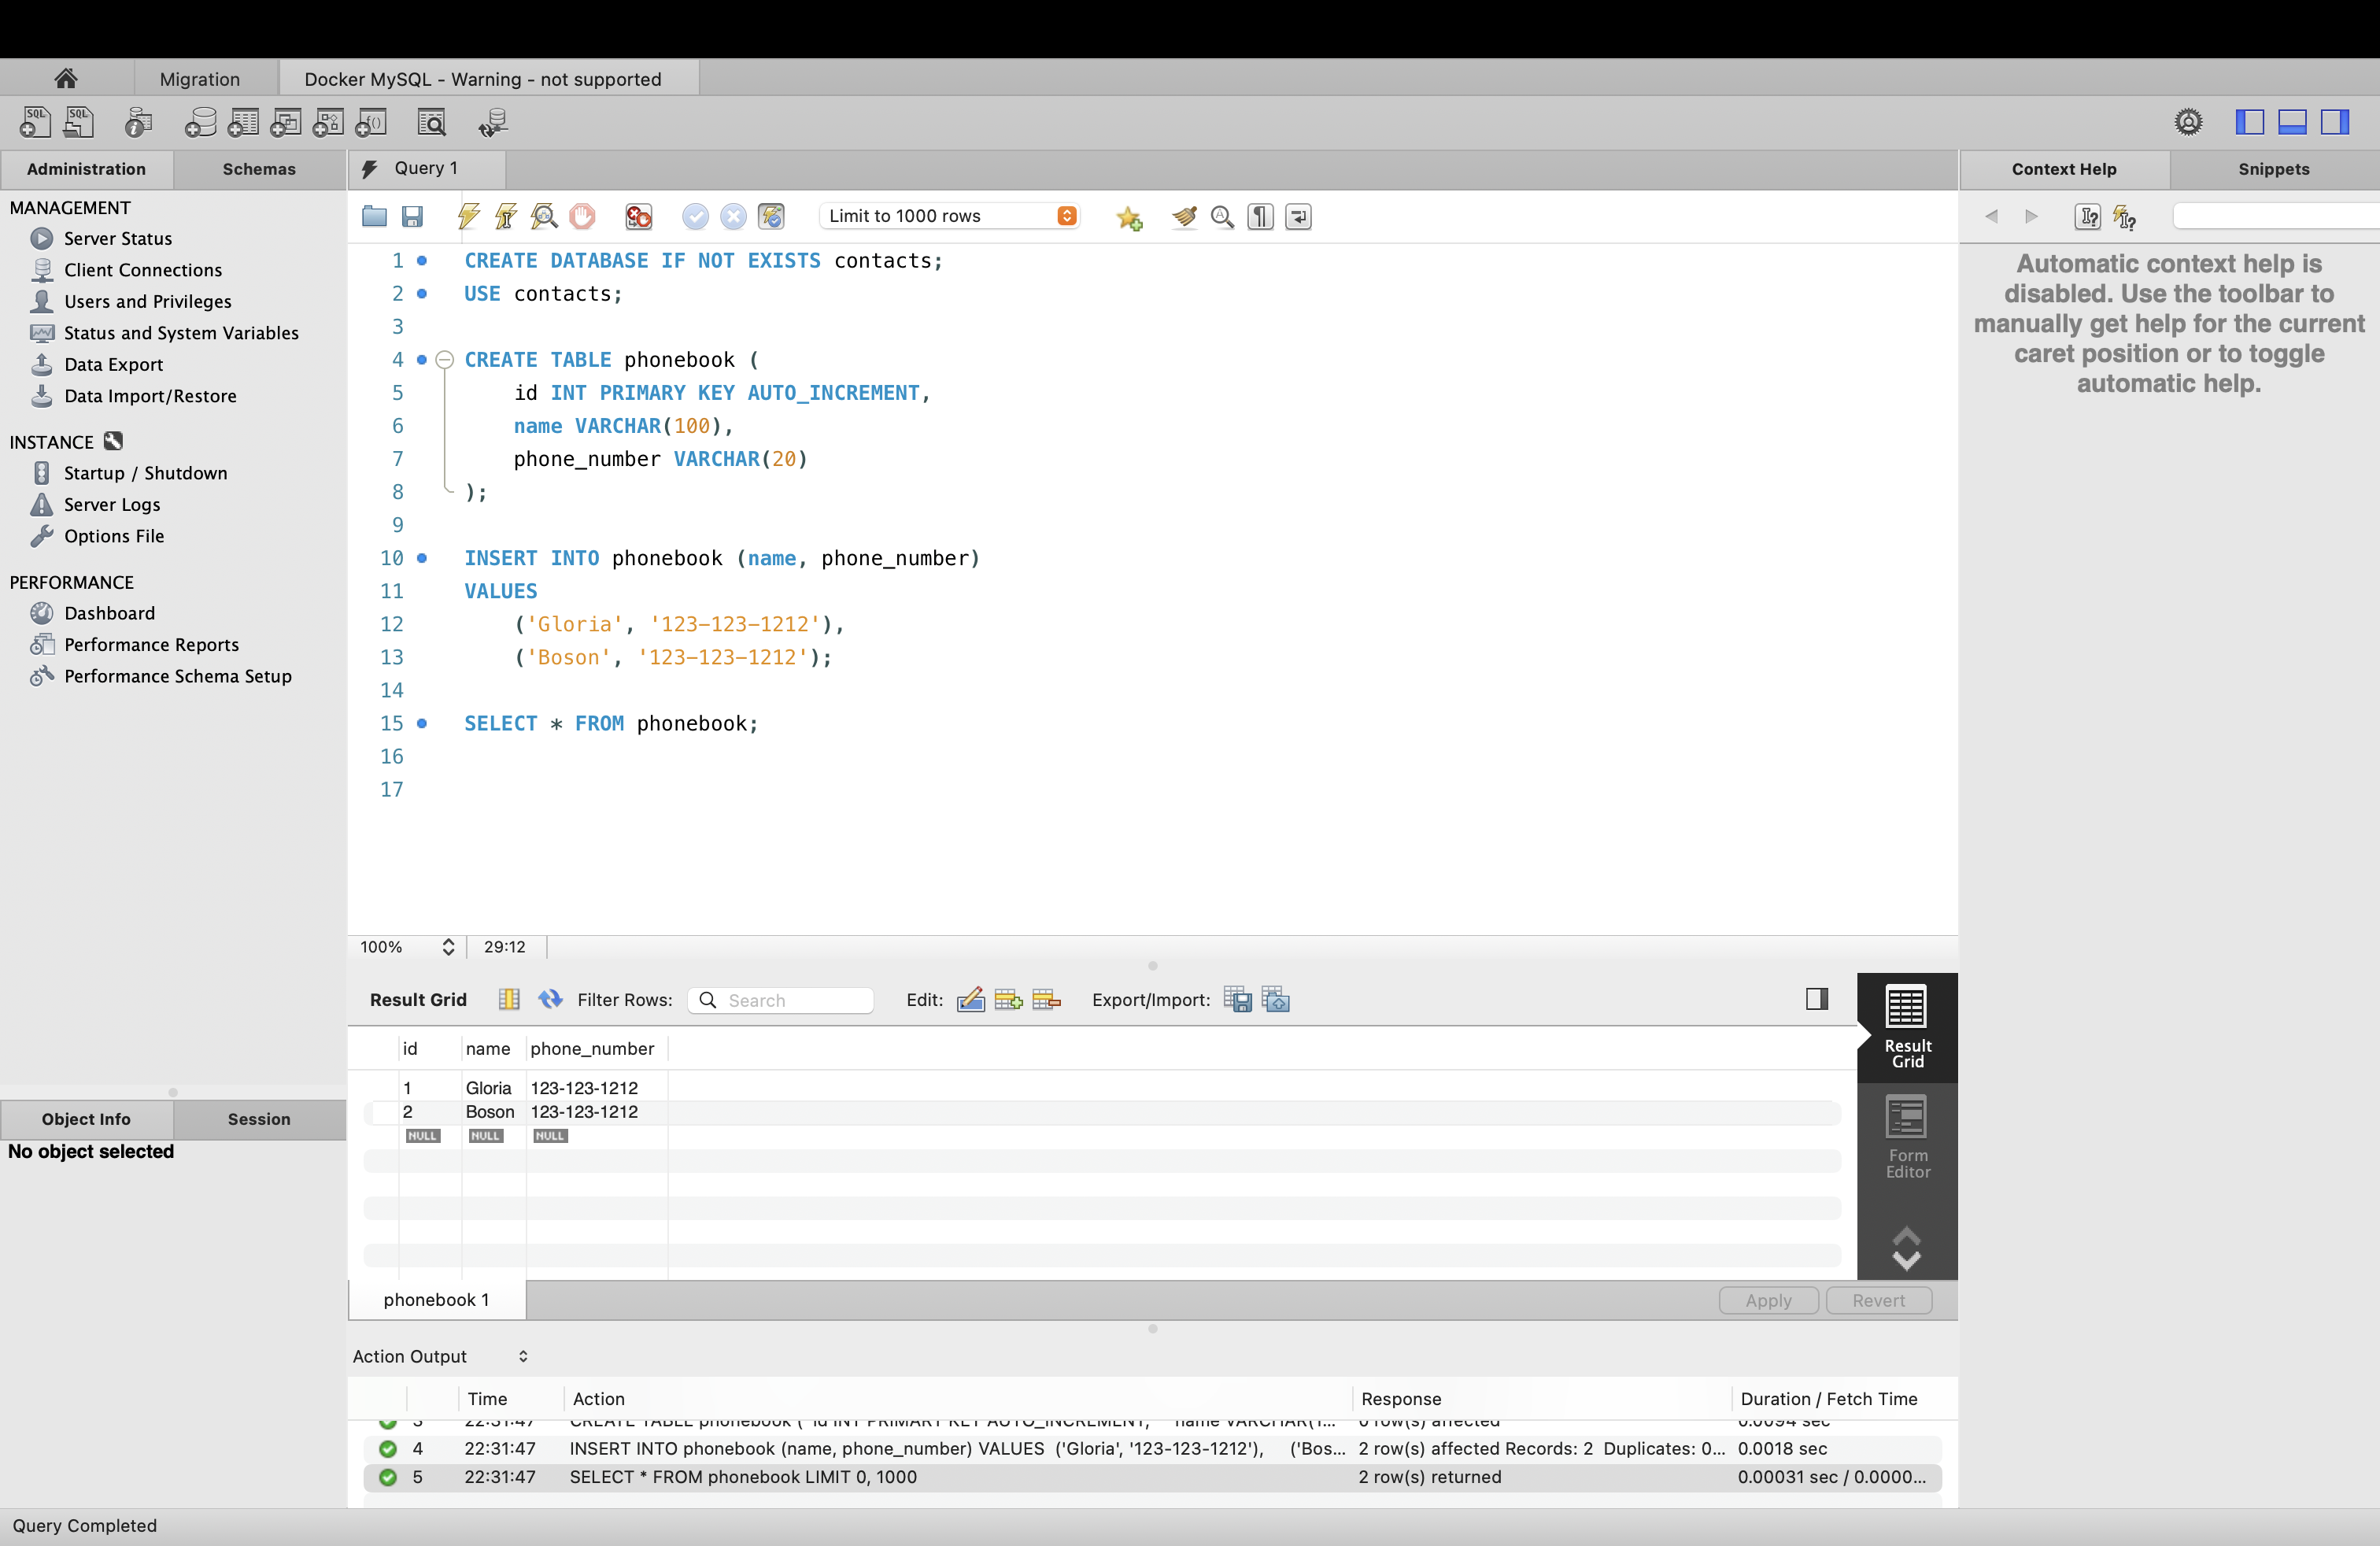 Migration
Docker MySQL - Warning - not supported
Administration
Schemas
MANAGEMENT
Server Status
Client Connections
Users and Privileges
Status and System Variables
Data Export
Data Import/Restore
INSTANCE
Startup / Shutdown
Server Logs
Options File
PERFORMANCE
Dashboard
Performance Reports
Performance Schema Setup
Object Info
Session
No object selected
Query 1
Limit to 1000 rows
1 CREATE DATABASE IF NOT EXISTS contacts;
2 USE contacts;
3
4 CREATE TABLE phonebook (
5 id INT PRIMARY KEY AUTO_INCREMENT,
6 name VARCHAR(100),
7 phone_number VARCHAR(20)
8 );
9
10 INSERT INTO phonebook (name, phone_number)
11 VALUES
12 ('Gloria', '123-123-1212'),
13 ('Boson', '123-123-1212');
14
15 SELECT * FROM phonebook;
16
17
100% 29:12
Result Grid Filter Rows: Search Edit: Export/Import:
id name phone_number
1 Gloria 123-123-1212
2 Boson 123-123-1212
NULL NULL NULL
Result
Grid
Form
Editor
phonebook 1
Apply Revert
Action Output
Time Action Response Duration / Fetch Time
3 22:31:47 CREATE TABLE phonebook ( id INT PRIMARY KEY AUTO_INCREMENT, name VARCHAR(1... 0 row(s) affected 0.0094 sec
4 22:31:47 INSERT INTO phonebook (name, phone_number) VALUES ('Gloria', '123-123-1212'), ('Bos... 2 row(s) affected Records: 2 Duplicates: 0... 0.0018 sec
5 22:31:47 SELECT * FROM phonebook LIMIT 0, 1000 2 row(s) returned 0.00031 sec / 0.0000...
Context Help
Snippets
Automatic context help is
disabled. Use the toolbar to
manually get help for the current
caret position or to toggle
automatic help.
Query Completed